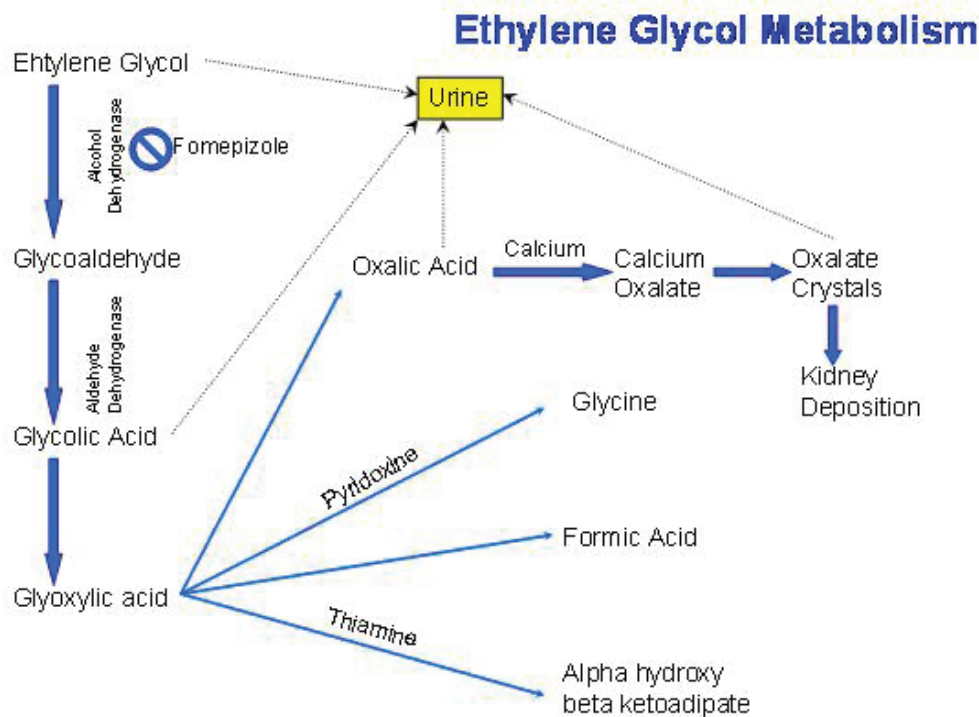 Ethylene Glycol Metabolism
Ehtylene Glycol
Urine
Alcohol
Dehydrogenase
Fomepizole
Glycoaldehyde
Oxalic Acid
Calcium
Calcium
Oxalate
Oxalate
Crystals
Aldehyde
Dehydrogenase
Kidney
Deposition
Glycine
Glycolic Acid
Pyridoxine
Formic Acid
Glyoxylic acid
Thiamine
Alpha hydroxy
beta ketoadipate